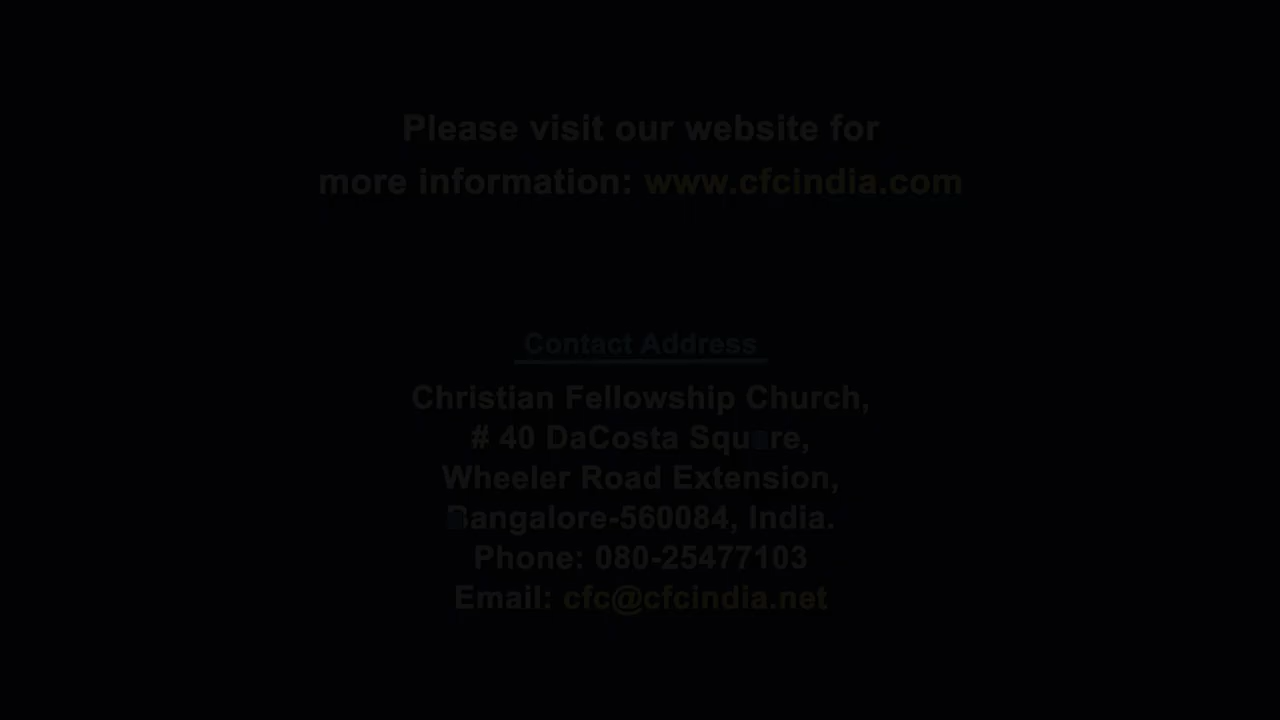 Please visit our website for
more information: www.cfcindia.com
Contact Address
Christian Fellowship Church,
# 40 DaCosta Square,
Wheeler Road Extension,
Bangalore-560084, India.
Phone: 080-25477103
Email: cfc@cfcindia.net